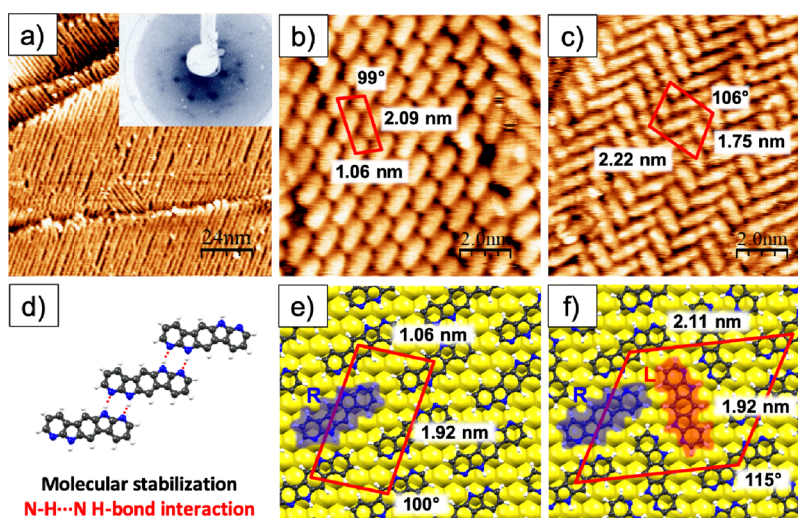 a)
24nm
b)
99°
2.09 nm
1.06 nm
2.0nm
c)
106°
1.75 nm
2.22 nm
2.0nm
d)
Molecular stabilization
N-H···N H-bond interaction
e)
1.06 nm
R
1.92 nm
100°
f)
2.11 nm
L
R
1.92 nm
115°